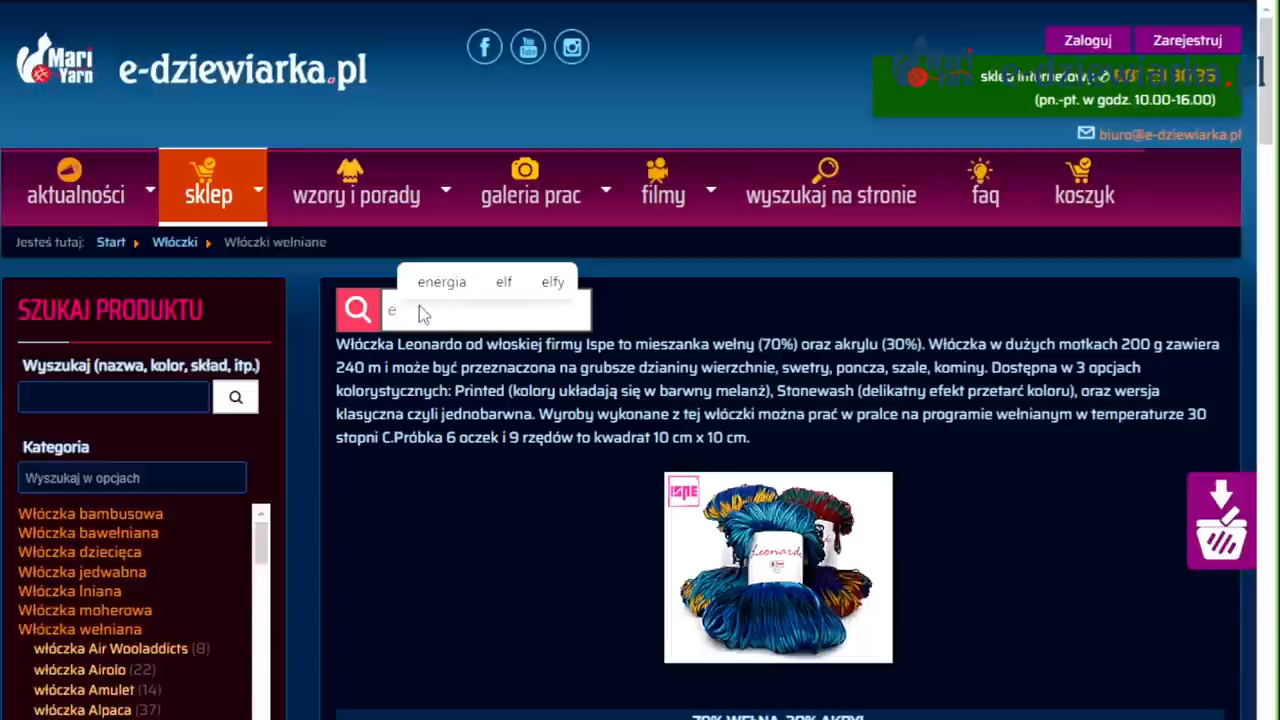 Mari Yarn
e-dziewiarka.pl
Zaloguj
Zarejestruj
sklep internetowy
(pn.-pt. w godz. 10.00-16.00)
biuro@e-dziewiarka.pl
aktualności
sklep
wzory i porady
galeria prac
filmy
wyszukaj na stronie
faq
koszyk
Jesteś tutaj: Start Włóczki Włóczki wełniane
energia elf elfy
e
SZUKAJ PRODUKTU
Wyszukaj (nazwa, kolor, skład, itp.)
Kategoria
Wyszukaj w opcjach
Włóczka bambusowa
Włóczka bawełniana
Włóczka dziecięca
Włóczka jedwabna
Włóczka lniana
Włóczka moherowa
Włóczka wełniana
włóczka Air Wooladdicts (8)
włóczka Airolo (22)
włóczka Amulet (14)
włóczka Alpaca (37)
Włóczka Leonardo od włoskiej firmy Ispe to mieszanka wełny (70%) oraz akrylu (30%). Włóczka w dużych motkach 200 g zawiera
240 m i może być przeznaczona na grubsze dzianiny wierzchnie, swetry, poncza, szale, kominy. Dostępna w 3 opcjach
kolorystycznych: Printed (kolory układają się w barwny melanż), Stonewash (delikatny efekt przetarć koloru), oraz wersja
klasyczna czyli jednobarwna. Wyroby wykonane z tej włóczki można prać w pralce na programie wełnianym w temperaturze 30
stopni C.Próbka 6 oczek i 9 rzędów to kwadrat 10 cm x 10 cm.
ISPE
Leonardo
70% WEŁNA, 30% AKRYL